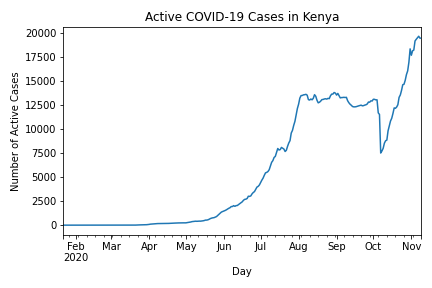 Active COVID-19 Cases in Kenya
Number of Active Cases
20000
17500
15000
12500
10000
7500
5000
2500
0
Feb Mar Apr May Jun Jul Aug Sep Oct Nov
2020
Day